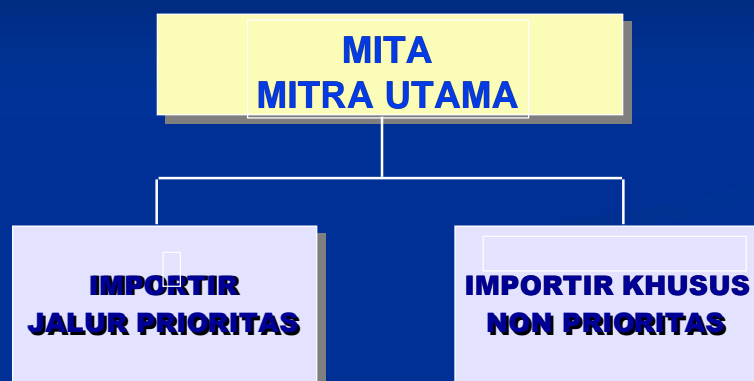 MITA
MITRA UTAMA
IMPORTIR
JALUR PRIORITAS
IMPORTIR KHUSUS
NON PRIORITAS